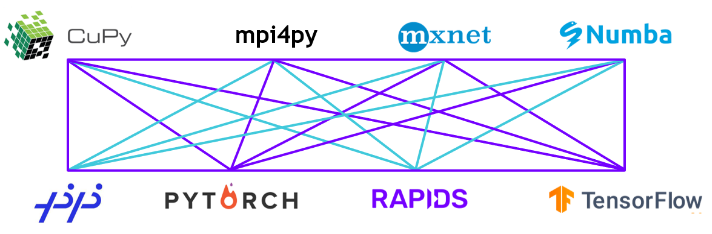 CuPy
mpi4py
mxnet
Numba
PYTORCH
RAPIDS
TensorFlow